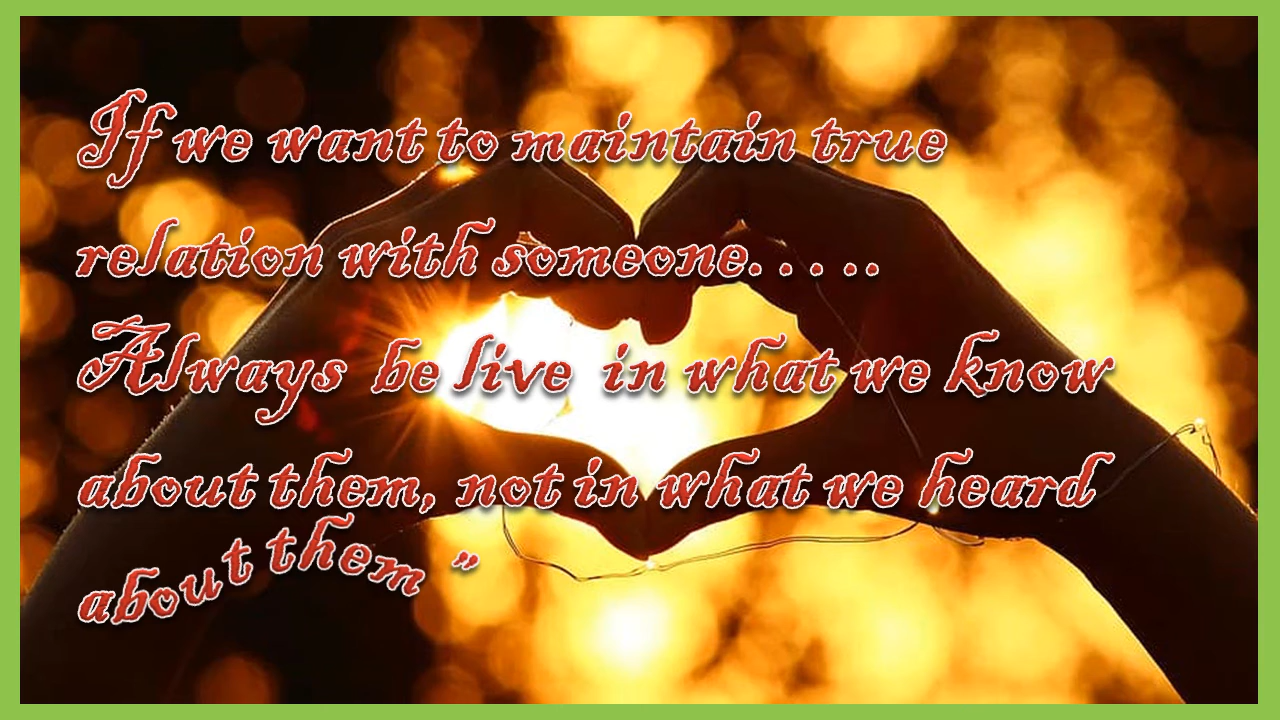 If we want to maintain true
relation with someone. . . . ..
Always be live in what we know
about them, not in what we heard
about them ”